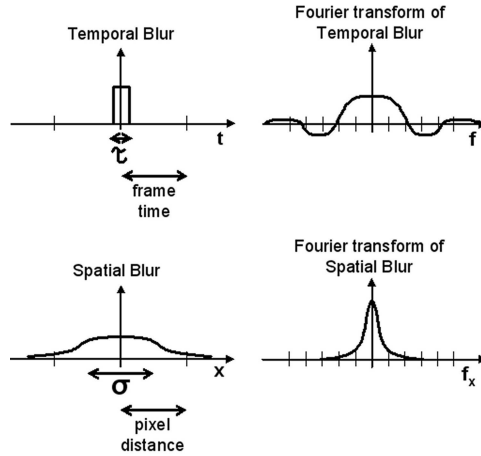 Temporal Blur
t
τ
frame
time
Fourier transform of
Temporal Blur
f
Spatial Blur
x
σ
pixel
distance
Fourier transform of
Spatial Blur
fₓ